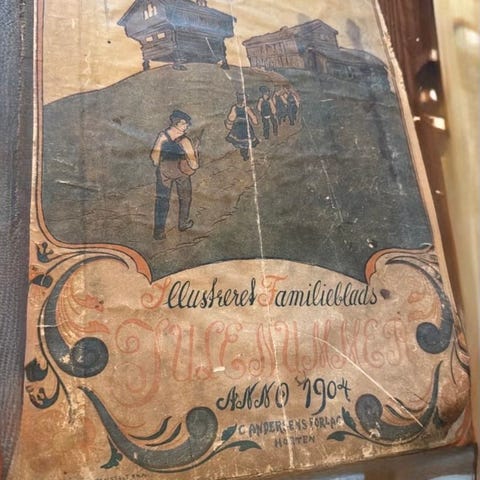 Illustreret Familieblads
JULENUMMER
ANNO 1904
C. ANDERSENS FORLAG
HORTEN